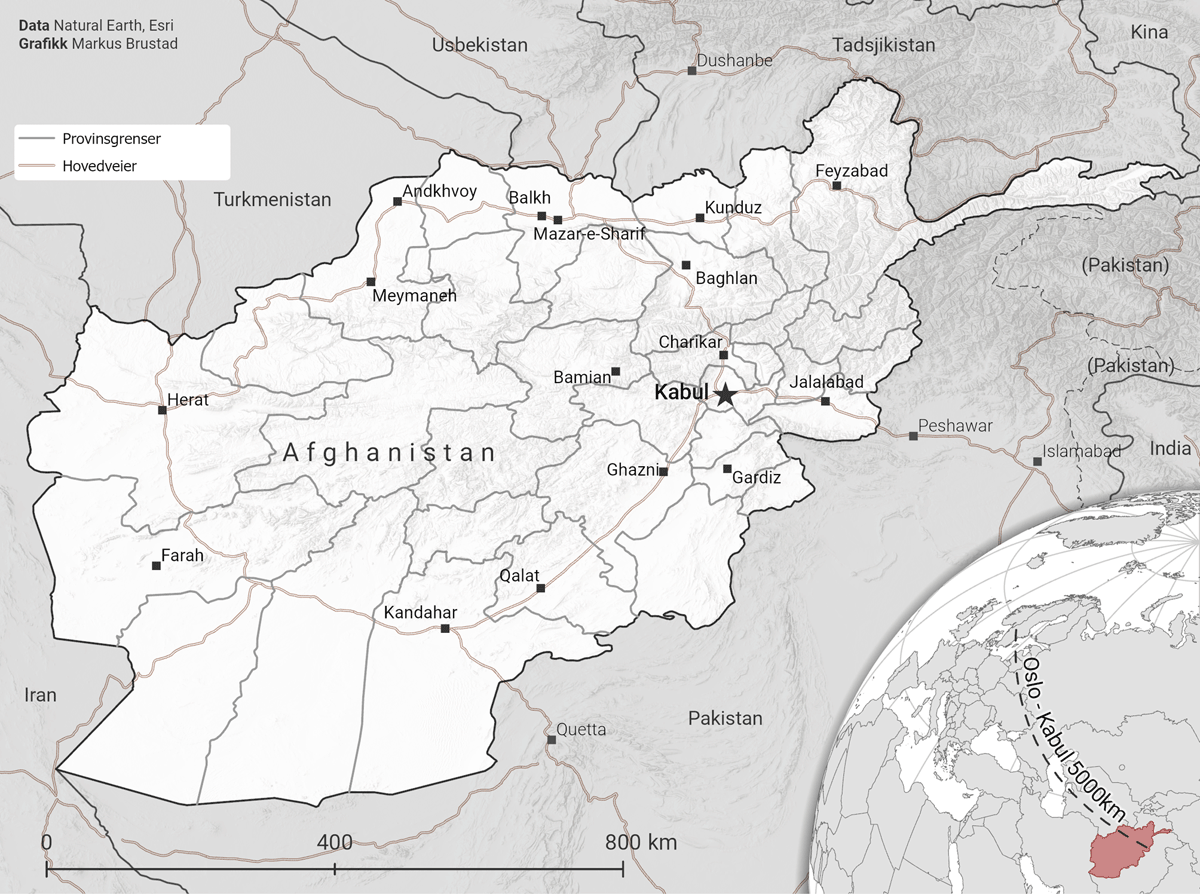 Data Natural Earth, Esri
Grafikk Markus Brustad
Usbekistan
Tadsjikistan
Kina
Dushanbe
Provinsgrenser
Hovedveier
Turkmenistan
Andkhvoy
Balkh
Mazar-e-Sharif
Kunduz
Feyzabad
Baghlan
(Pakistan)
Meymaneh
Charikar
(Pakistan)
Bamian
Kabul
Jalalabad
Herat
Peshawar
Afghanistan
Islamabad
India
Ghazni
Gardiz
Farah
Qalat
Kandahar
Iran
Pakistan
Quetta
Oslo - Kabul 5000km
0
400
800 km